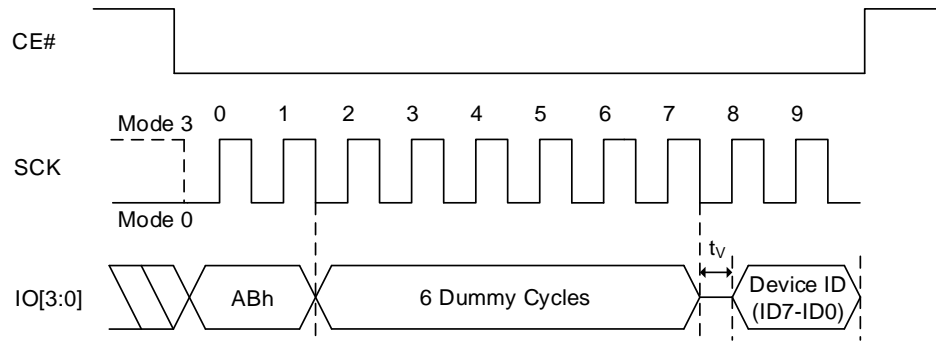 CE#
0 1 2 3 4 5 6 7 8 9
Mode 3
SCK
Mode 0
tV
IO[3:0]
ABh
6 Dummy Cycles
Device ID
(ID7-ID0)